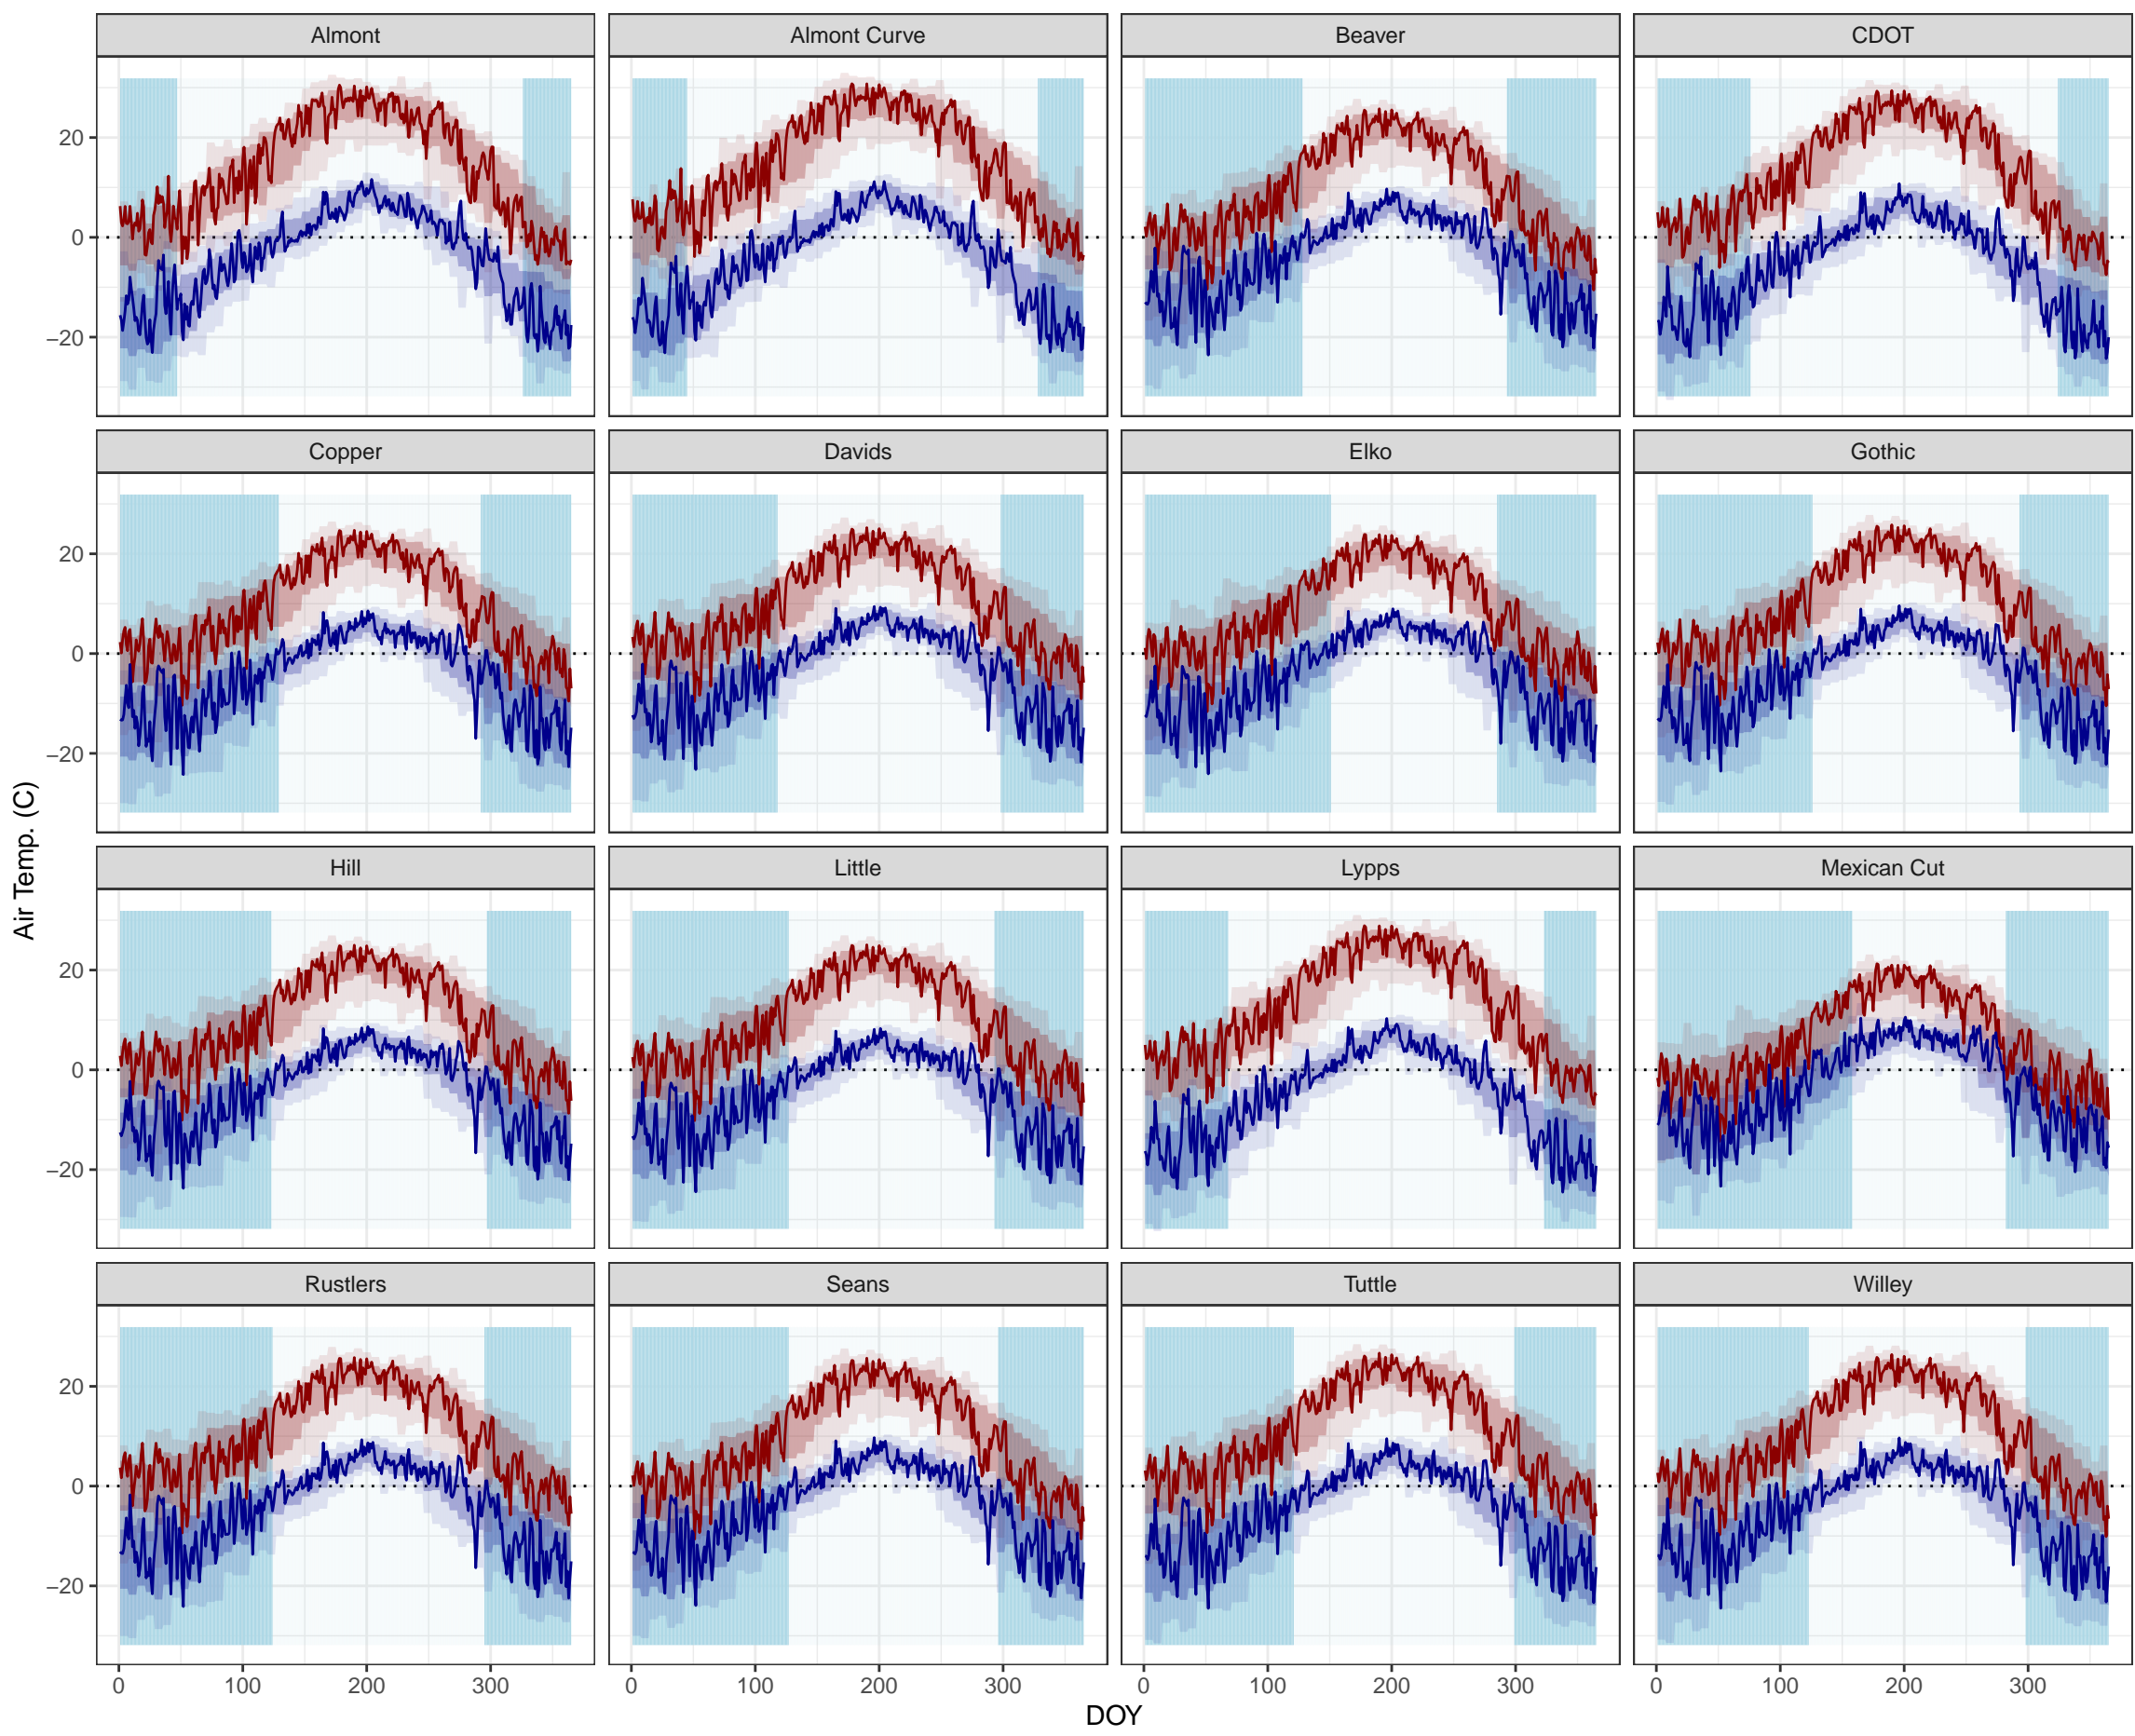 Almont Almont Curve Beaver CDOT
20
0
−20
Copper Davids Elko Gothic
20
0
−20
Air Temp. (C)
Hill Little Lypps Mexican Cut
20
0
−20
Rustlers Seans Tuttle Willey
20
0
−20
0 100 200 300 0 100 200 300 0 100 200 300 0 100 200 300
DOY